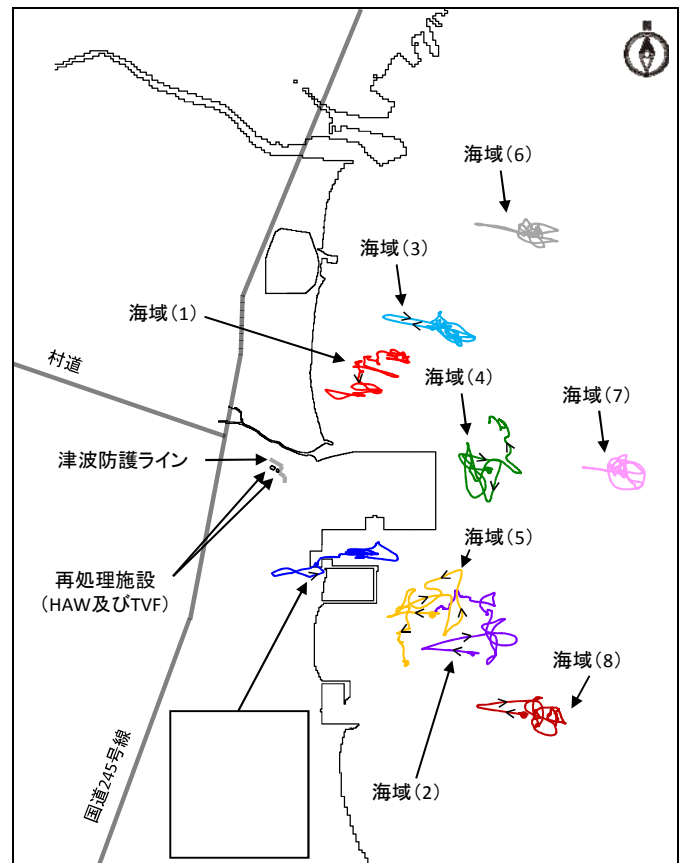 海域(6)
海域(3)
海域(1)
海域(4)
海域(7)
村道
津波防護ライン
海域(5)
再処理施設
(HAW及びTVF)
海域(8)
海域(2)
国道245号線